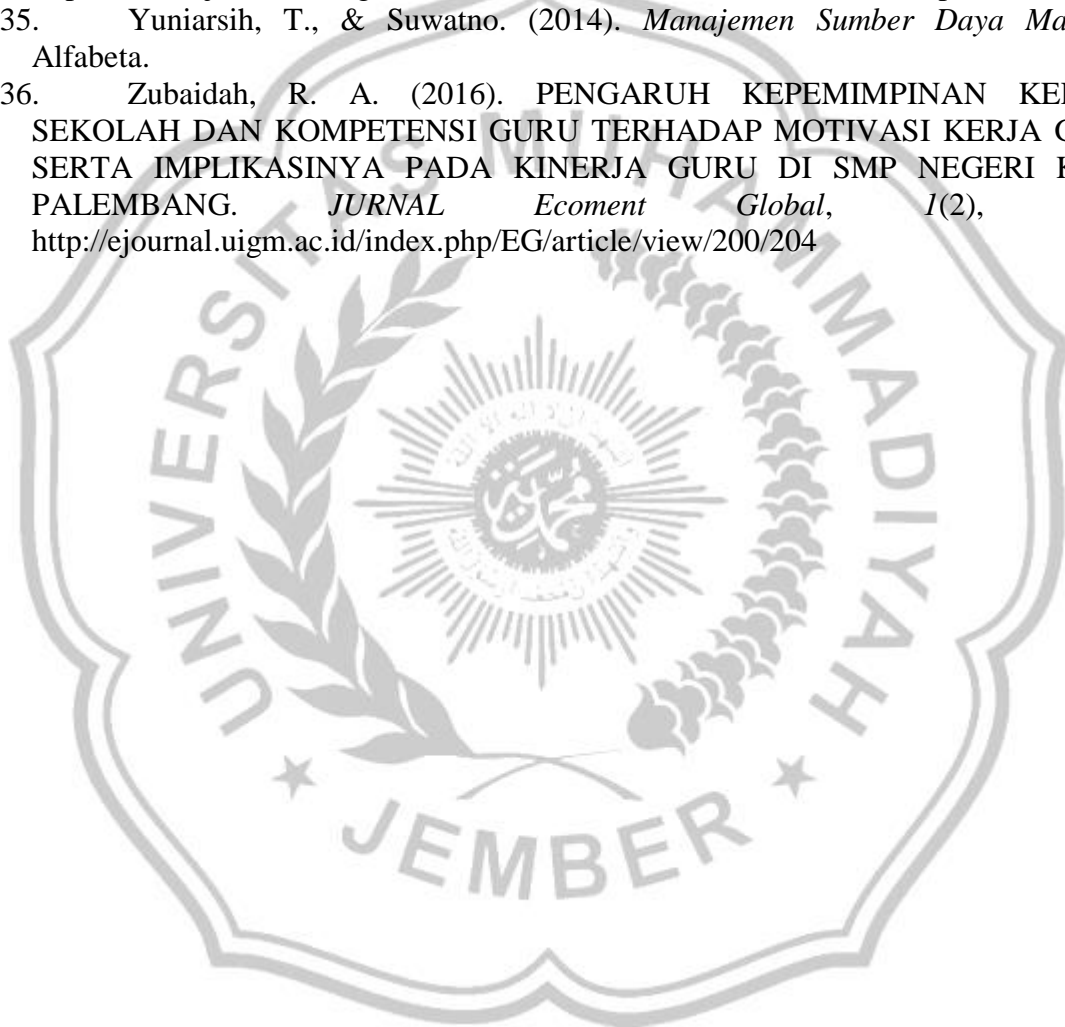 35. Yuniarsih, T., & Suwatno. (2014). Manajemen Sumber Daya
Alfabeta.
36. Zubaidah, R. A. (2016). PENGARUH KEPEMIMPINAN
SEKOLAH DAN KOMPETENSI GURU TERHADAP MOTIVASI KERJA
SERTA IMPLIKASINYA PADA KINERJA GURU DI SMP NEGERI
PALEMBANG. JURNAL Ecoment Global, 1(2),
http://ejournal.uigm.ac.id/index.php/EG/article/view/200/204
UNIVERSITAS MUHAMMADIYAH
JEMBER
محمد